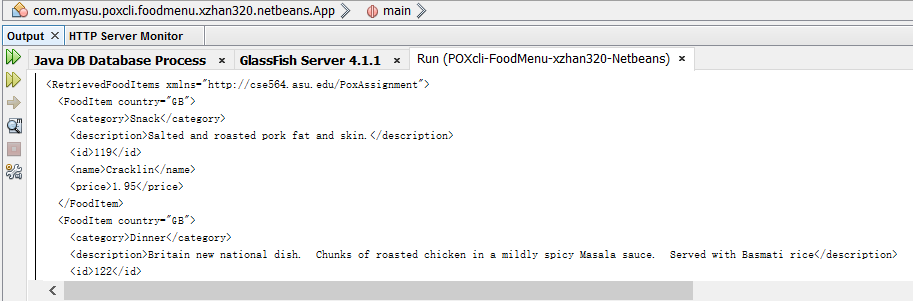 com.myasu.poxcli.foodmenu.xzhan320.netbeans.App main
Output HTTP Server Monitor
Java DB Database Process GlassFish Server 4.1.1 Run (POXcli-FoodMenu-xzhan320-Netbeans)
<RetrievedFoodItems xmlns="http://cse564.asu.edu/PoxAssignment">
<FoodItem country="GB">
<category>Snack</category>
<description>Salted and roasted pork fat and skin.</description>
<id>119</id>
<name>Cracklin</name>
<price>1.95</price>
</FoodItem>
<FoodItem country="GB">
<category>Dinner</category>
<description>Britain new national dish.  Chunks of roasted chicken in a mildly spicy Masala sauce.  Served with Basmati rice</description>
<id>122</id>